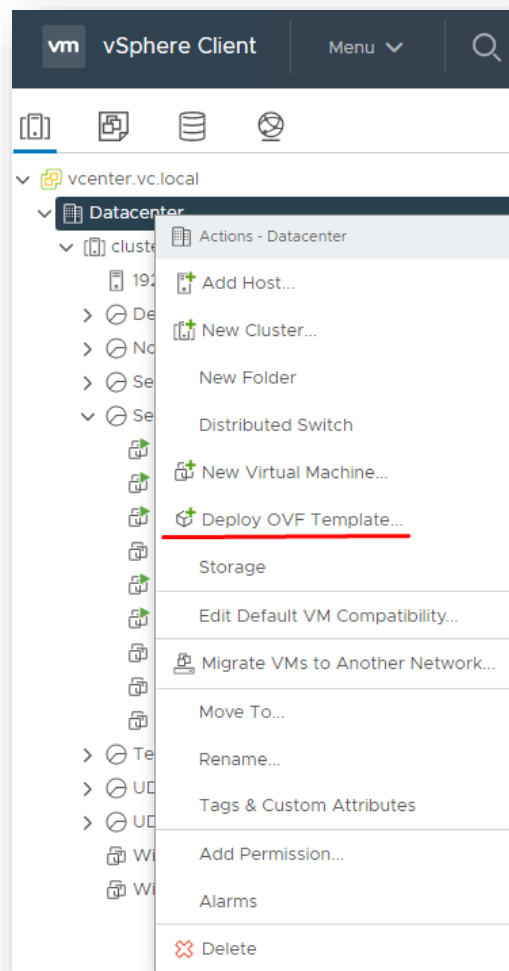 vm vSphere Client Menu
vcenter.vc.local
Datacenter
Actions - Datacenter
Add Host...
New Cluster...
New Folder
Distributed Switch
New Virtual Machine...
Deploy OVF Template...
Storage
Edit Default VM Compatibility...
Migrate VMs to Another Network...
Move To...
Rename...
Tags & Custom Attributes
Add Permission...
Alarms
Delete